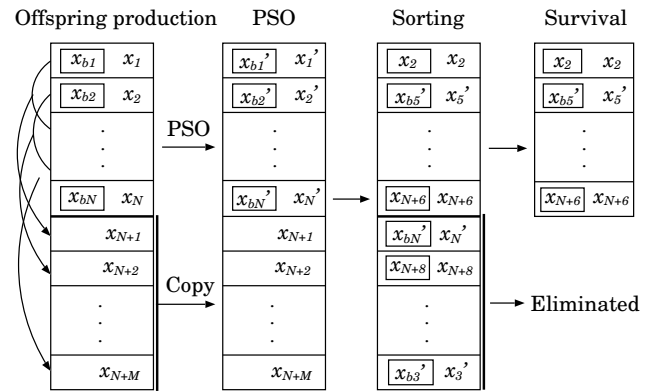 Offspring production PSO Sorting Survival
x_b1 x_1 x_b1’ x_1’ x_2 x_2 x_2 x_2
x_b2 x_2 x_b2’ x_2’ x_b5’ x_5’ x_b5’ x_5’
PSO
x_bN x_N x_bN’ x_N’ x_N+6 x_N+6 x_N+6 x_N+6
x_N+1 x_N+1 x_bN’ x_N’
x_N+2 x_N+2 x_N+8 x_N+8
Copy Eliminated
x_N+M x_N+M x_b3’ x_3’